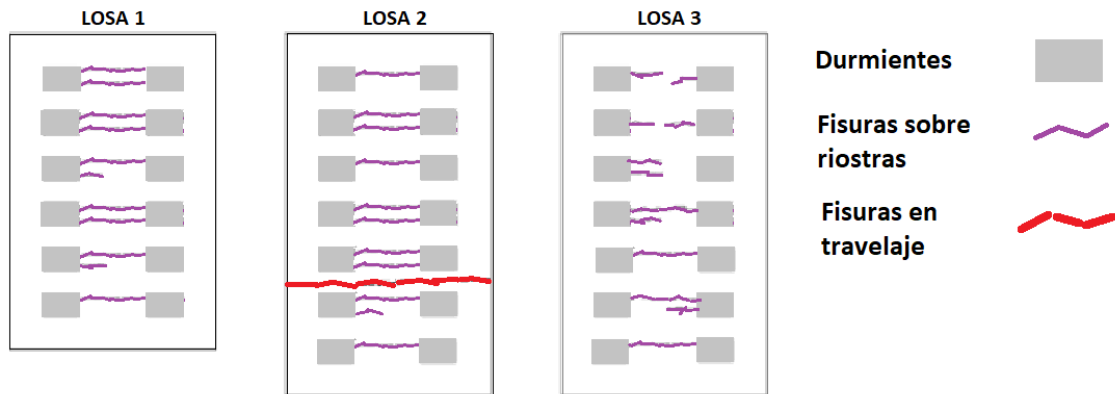 LOSA 1
LOSA 2
LOSA 3
Durmientes
Fisuras sobre
riostras
Fisuras en
travelaje